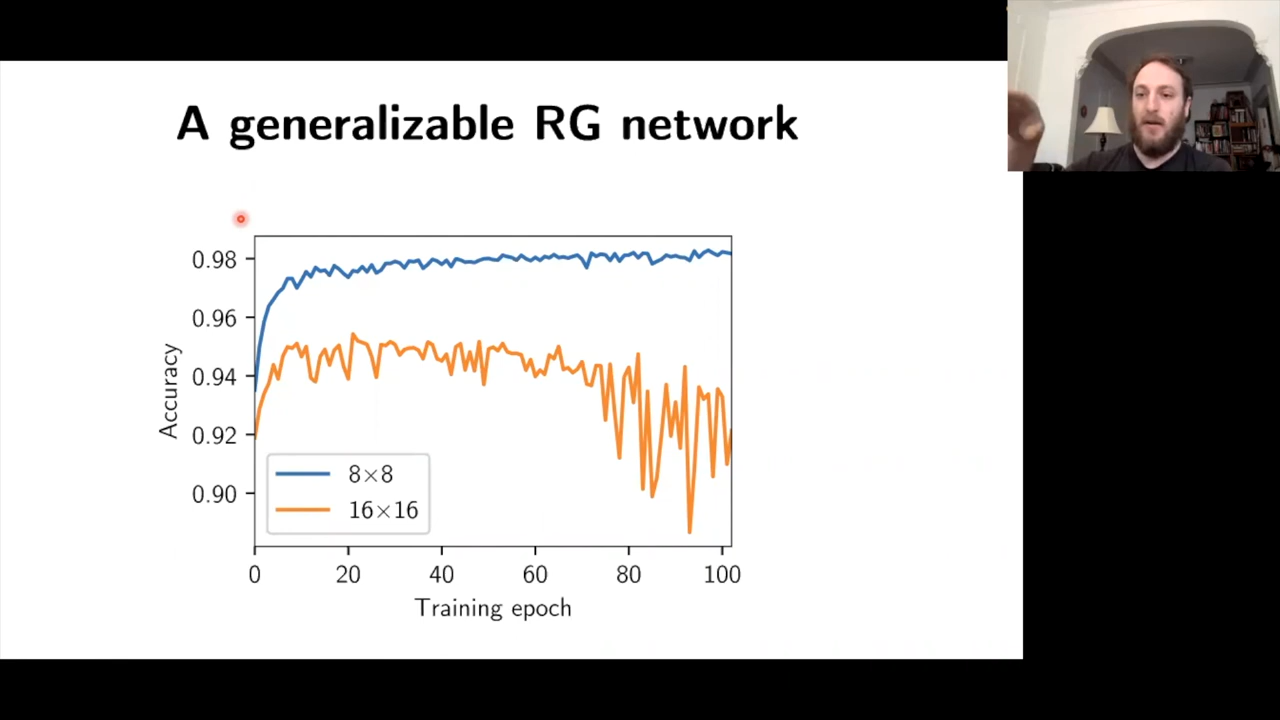 A generalizable RG network
0.98
0.96
0.94
0.92
0.90
Accuracy
8×8
16×16
0 20 40 60 80 100
Training epoch